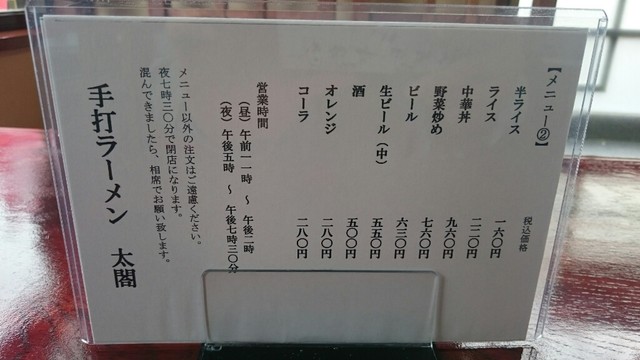 【メニュー②】
税込価格
半ライス 一六〇円
ライス 二二〇円
中華丼 九六〇円
野菜炒め 七六〇円
ビール 六三〇円
生ビール(中) 五五〇円
酒 五〇〇円
オレンジ 二八〇円
コーラ 二八〇円
営業時間
(昼) 午前一一時 ~ 午後二時
(夜) 午後五時 ~ 午後七時三〇分
メニュー以外の注文はご遠慮ください。
夜七時三〇分で閉店になります。
混んできましたら、相席でお願い致します。
手打ラーメン 太閤